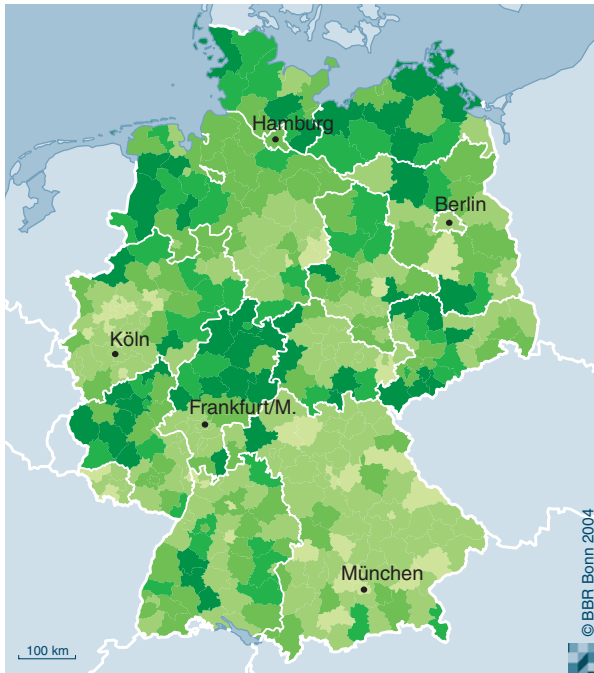 Hamburg
Berlin
Köln
Frankfurt/M.
München
100 km
© BBR Bonn 2004